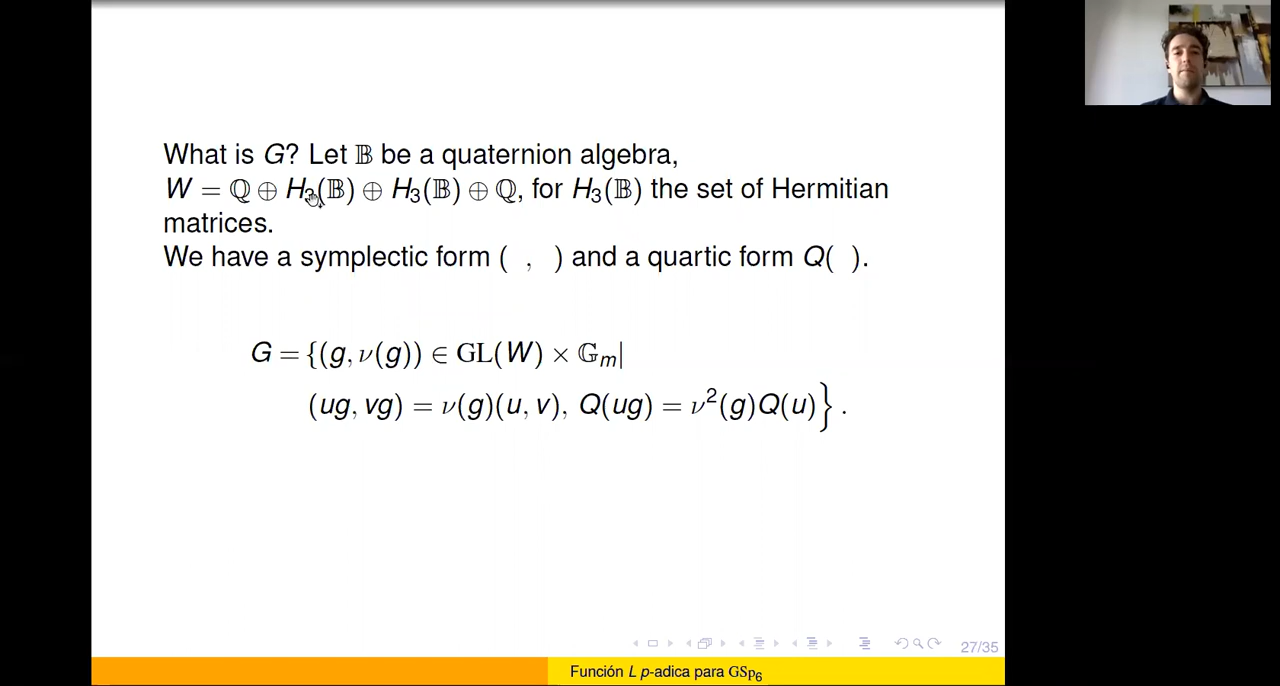 What is G? Let 𝔹 be a quaternion algebra,
W = ℚ ⊕ H₃(𝔹) ⊕ H₃(𝔹) ⊕ ℚ, for H₃(𝔹) the set of Hermitian
matrices.
We have a symplectic form ( , ) and a quartic form Q( ).
G = {(g, ν(g)) ∈ GL(W) × 𝔾ₘ|
(ug, vg) = ν(g)(u, v), Q(ug) = ν²(g)Q(u)} .
27/35
Función L p-adica para GSp₆